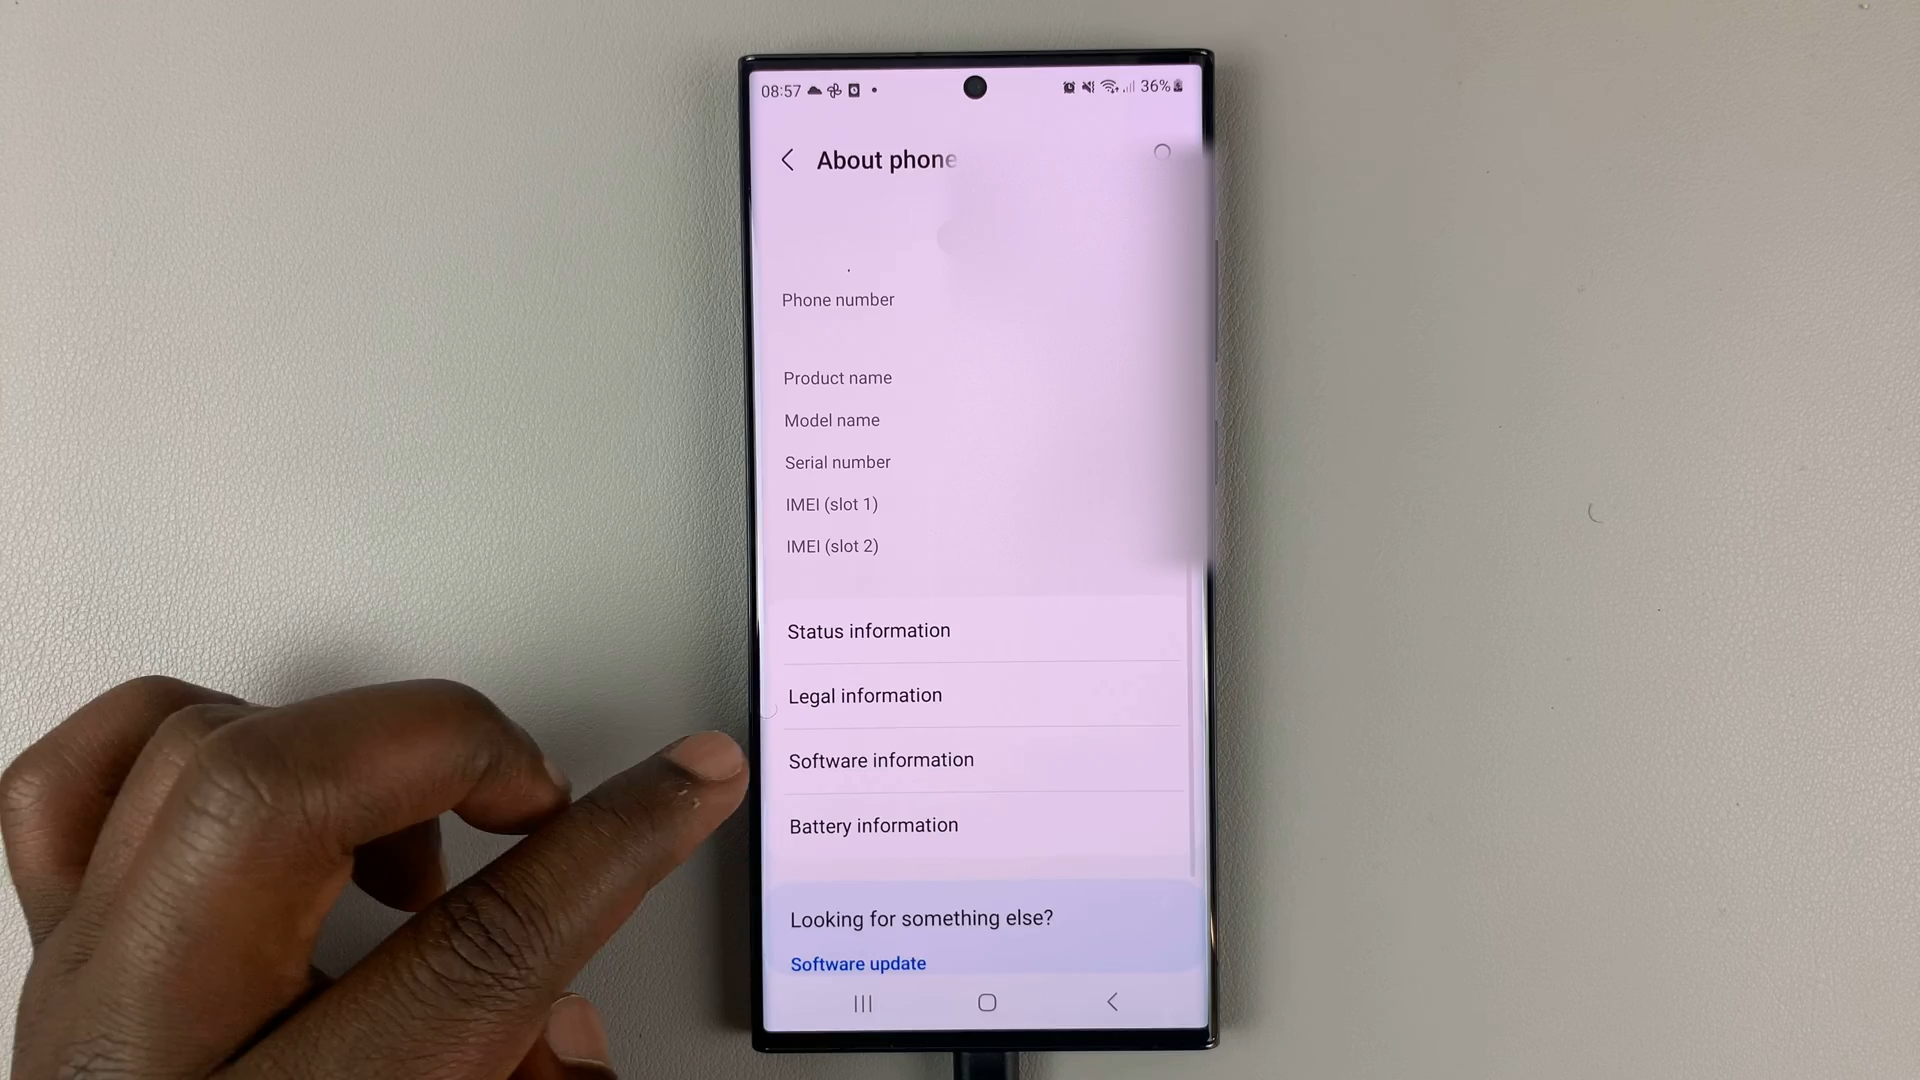 08:57
36%
About phone
Phone number
Product name
Model name
Serial number
IMEI (slot 1)
IMEI (slot 2)
Status information
Legal information
Software information
Battery information
Looking for something else?
Software update